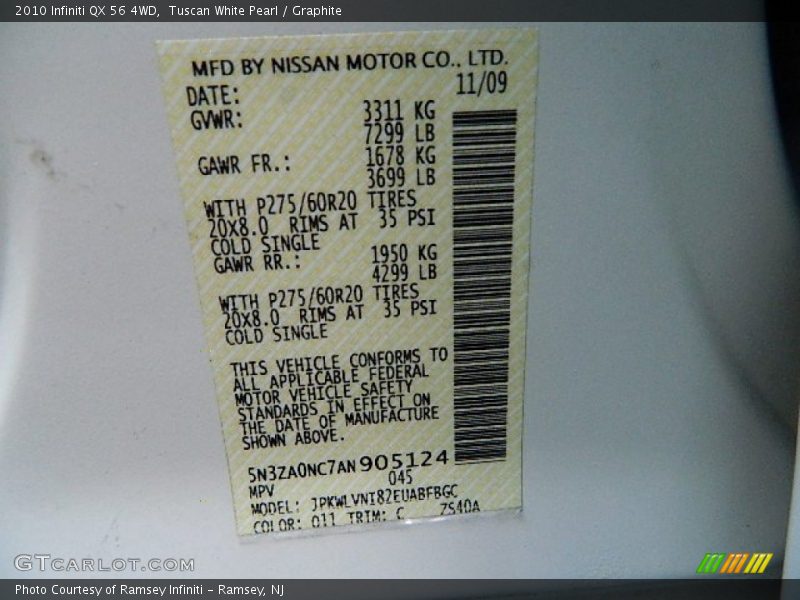 2010 Infiniti QX 56 4WD,  Tuscan White Pearl / Graphite
MFD BY NISSAN MOTOR CO., LTD.
DATE: 11/09
GVWR: 3311 KG
7299 LB
GAWR FR.: 1678 KG
3699 LB
WITH P275/60R20 TIRES
20X8.0 RIMS AT 35 PSI
COLD SINGLE
GAWR RR.: 1950 KG
4299 LB
WITH P275/60R20 TIRES
20X8.0 RIMS AT 35 PSI
COLD SINGLE
THIS VEHICLE CONFORMS TO
ALL APPLICABLE FEDERAL
MOTOR VEHICLE SAFETY
STANDARDS IN EFFECT ON
THE DATE OF MANUFACTURE
SHOWN ABOVE.
5N3ZA0NC7AN905124
MPV 045
MODEL: JPKWLVNI82EUABFBGC
COLOR: 011 TRIM: C ZS40A
GTCARLOT.COM
Photo Courtesy of Ramsey Infiniti – Ramsey, NJ